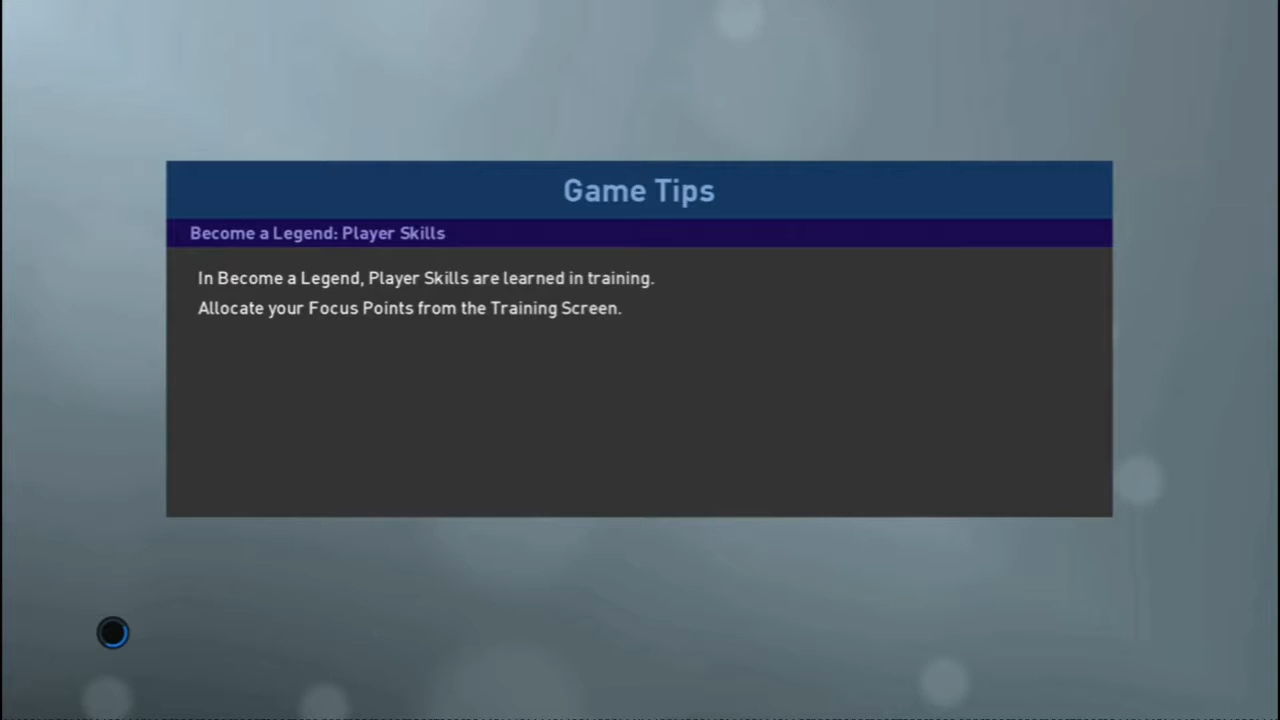 Game Tips
Become a Legend: Player Skills
In Become a Legend, Player Skills are learned in training.
Allocate your Focus Points from the Training Screen.